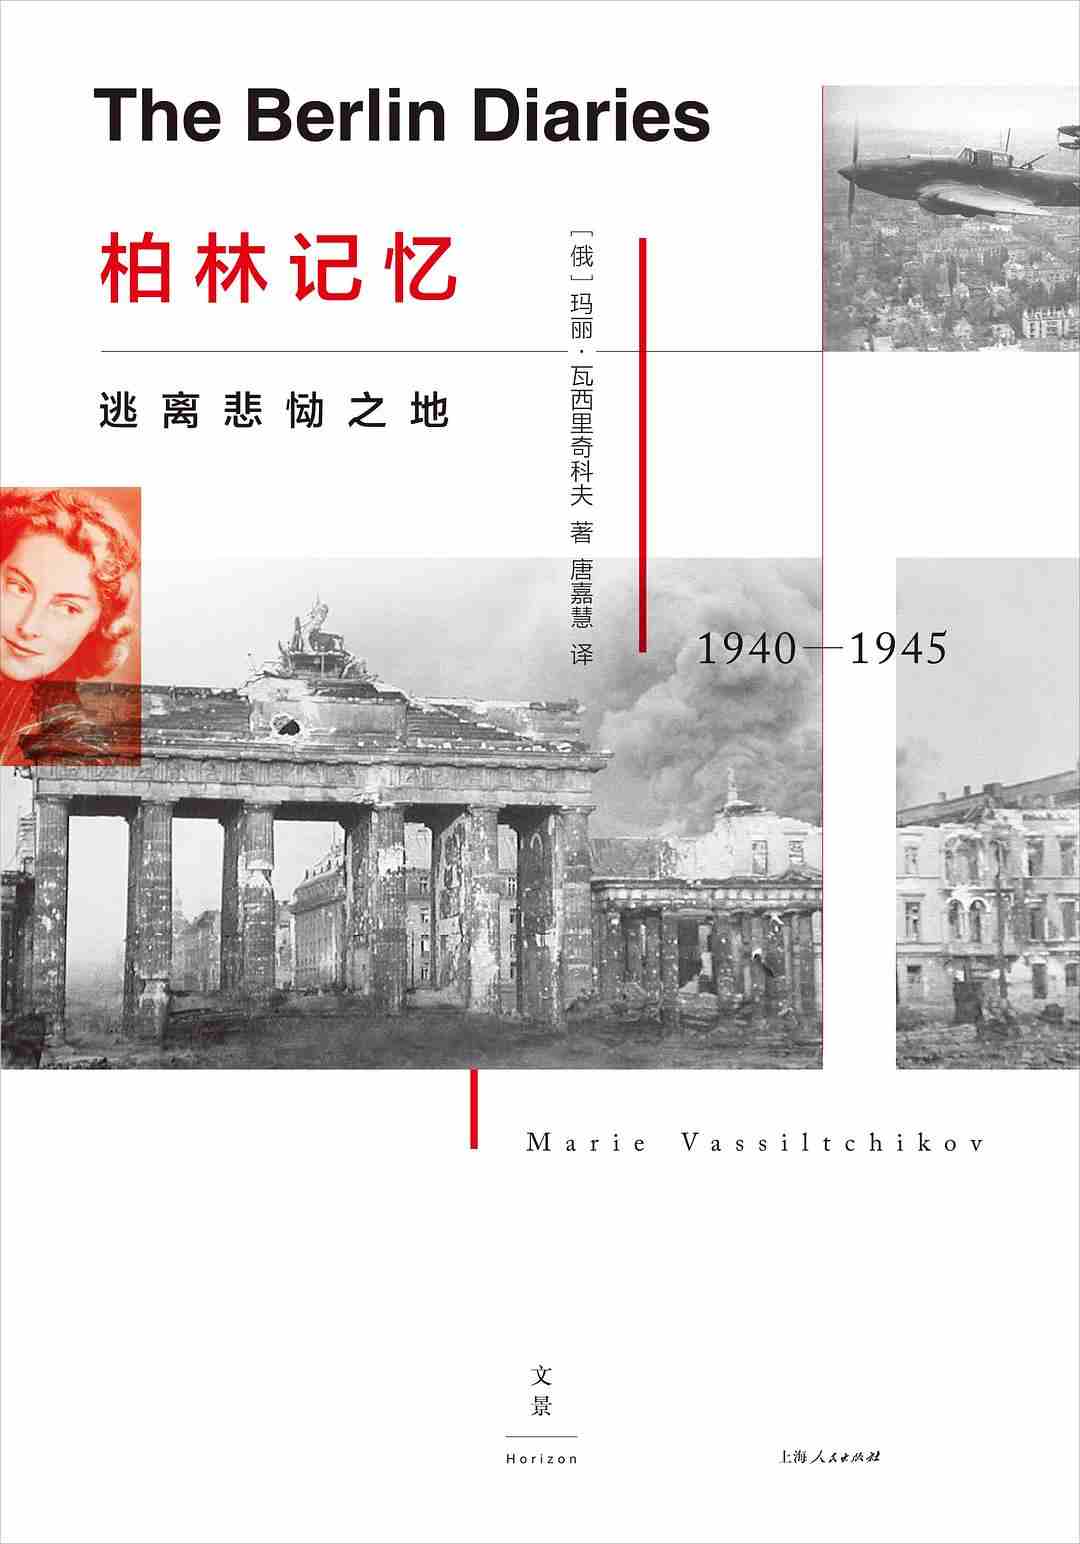 The Berlin Diaries
柏林记忆
[俄]玛丽·瓦西里奇科夫 著 唐嘉慧 译
逃离悲恸之地
1940—1945
Marie Vassiltchikov
文景
Horizon
上海人民出版社